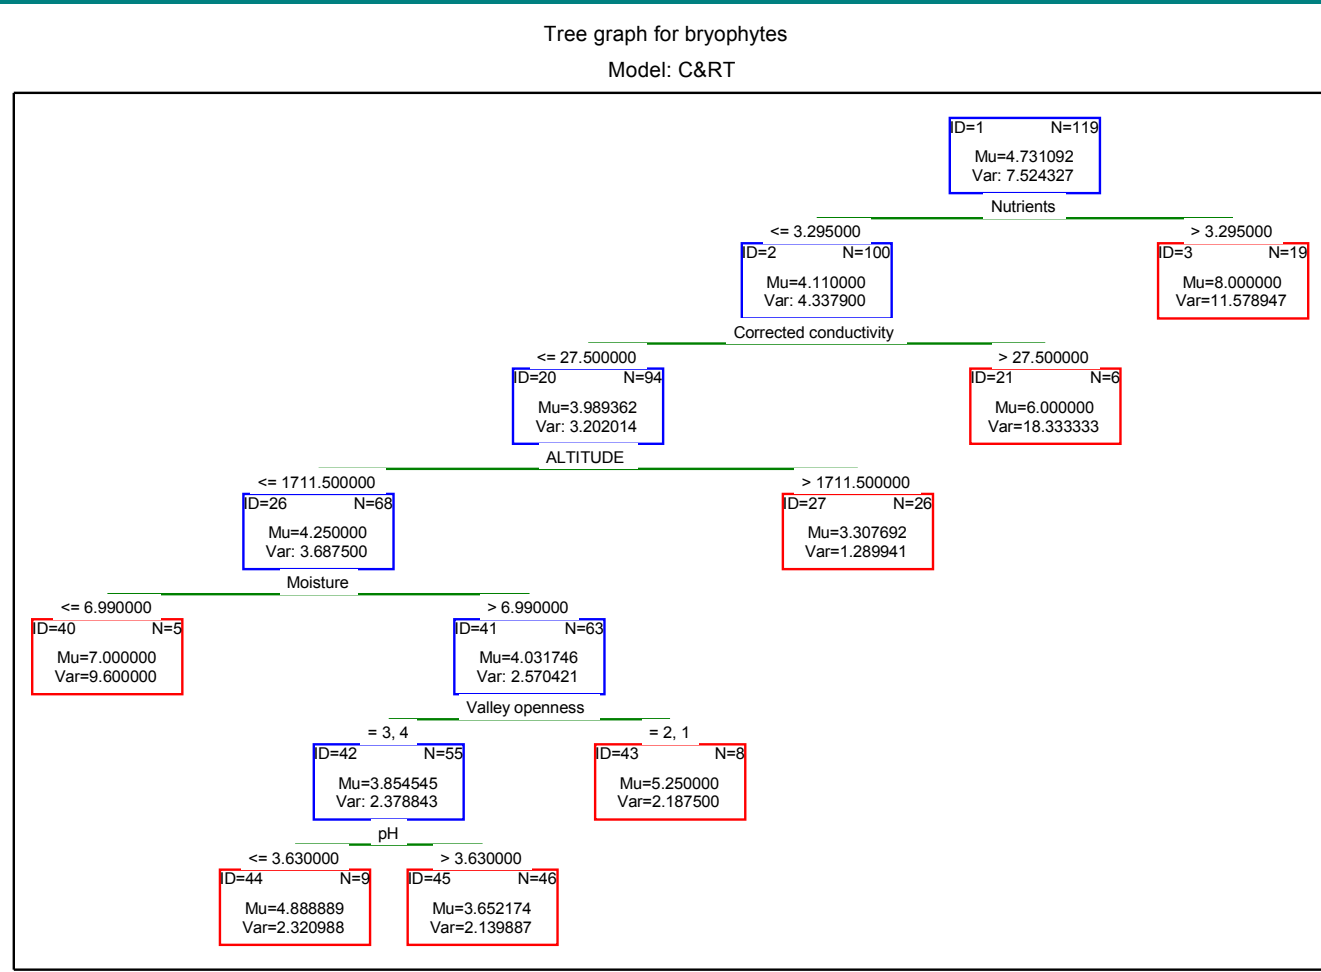 Tree graph for bryophytes
Model: C&RT
ID=1 N=119
Mu=4.731092
Var: 7.524327
Nutrients
<= 3.295000 > 3.295000
ID=2 N=100 ID=3 N=19
Mu=4.110000 Mu=8.000000
Var: 4.337900 Var=11.578947
Corrected conductivity
<= 27.500000 > 27.500000
ID=20 N=94 ID=21 N=6
Mu=3.989362 Mu=6.000000
Var: 3.202014 Var=18.333333
ALTITUDE
<= 1711.500000 > 1711.500000
ID=26 N=68 ID=27 N=26
Mu=4.250000 Mu=3.307692
Var: 3.687500 Var=1.289941
Moisture
<= 6.990000 > 6.990000
ID=40 N=5 ID=41 N=63
Mu=7.000000 Mu=4.031746
Var=9.600000 Var: 2.570421
Valley openness
= 3, 4 = 2, 1
ID=42 N=55 ID=43 N=8
Mu=3.854545 Mu=5.250000
Var: 2.378843 Var=2.187500
pH
<= 3.630000 > 3.630000
ID=44 N=9 ID=45 N=46
Mu=4.888889 Mu=3.652174
Var=2.320988 Var=2.139887